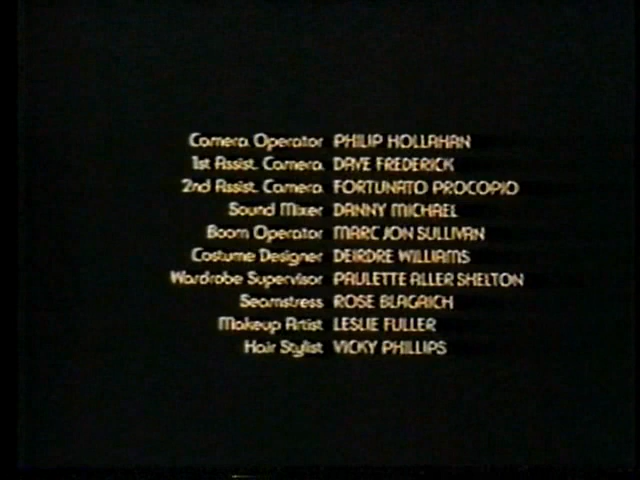 Camera Operator PHILIP HOLLAHAN
1st Assist. Camera DAVE FREDERICK
2nd Assist. Camera FORTUNATO PROCOPIO
Sound Mixer DANNY MICHAEL
Boom Operator MARC JON SULLIVAN
Costume Designer DEIRDRE WILLIAMS
Wardrobe Supervisor PAULETTE ALLER SHELTON
Seamstress ROSE BLAGAICH
Makeup Artist LESLIE FULLER
Hair Stylist VICKY PHILLIPS